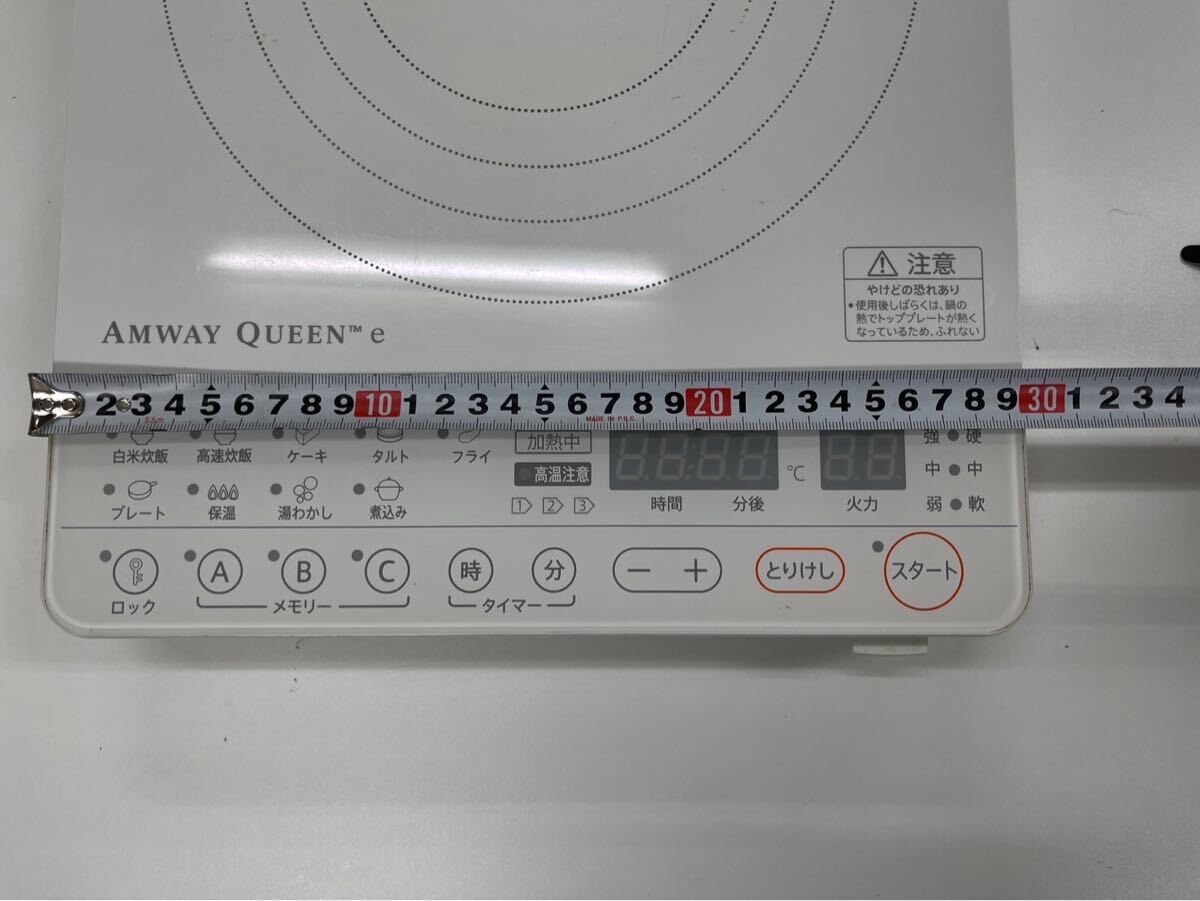 注意
やけどの恐れあり
•使用後しばらくは、鍋の
熱でトッププレートが熱く
なっているため、ふれない
AMWAY QUEEN™ e
2 3 4 5 6 7 8 9 10 1 2 3 4 5 6 7 8 9 20 1 2 3 4 5 6 7 8 9 30 1 2 3 4
5.5m
MADE IN P.R.C.
白米炊飯 高速炊飯 ケーキ タルト フライ
加熱中
高温注意
1 2 3
88:88 ℃ 88
時間 分後 火力
強 硬
中 中
弱 軟
プレート 保温 湯わかし 煮込み
A B C 時 分 − + とりけし スタート
ロック メモリー タイマー